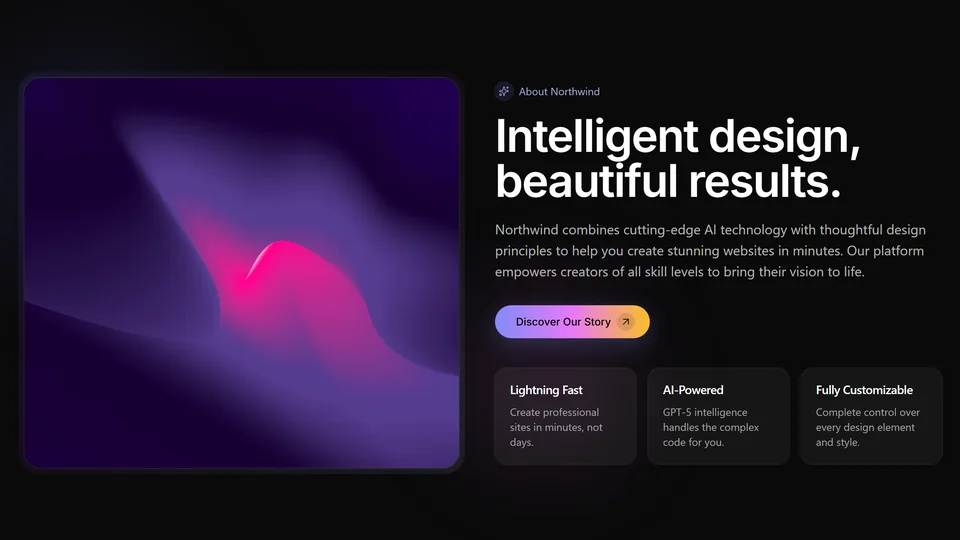 About Northwind
Intelligent design,
beautiful results.
Northwind combines cutting-edge AI technology with thoughtful design
principles to help you create stunning websites in minutes. Our platform
empowers creators of all skill levels to bring their vision to life.
Discover Our Story
Lightning Fast
Create professional
sites in minutes, not
days.
AI-Powered
GPT-5 intelligence
handles the complex
code for you.
Fully Customizable
Complete control over
every design element
and style.